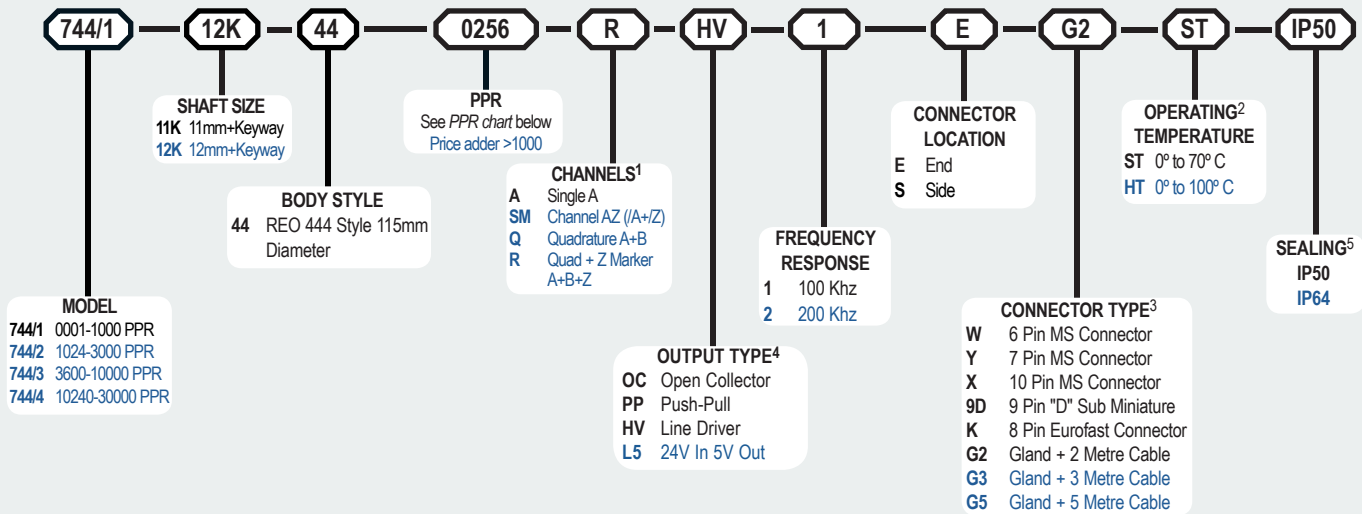 744/1 12K 44 0256 R HV 1 E G2 ST IP50
SHAFT SIZE
11K 11mm+Keyway
12K 12mm+Keyway
PPR
See PPR chart below
Price adder >1000
CONNECTOR
LOCATION
E End
S Side
OPERATING2
TEMPERATURE
ST 0º to 70º C
HT 0º to 100º C
BODY STYLE
44 REO 444 Style 115mm
Diameter
CHANNELS1
A Single A
SM Channel AZ (/A+/Z)
Q Quadrature A+B
R Quad + Z Marker
A+B+Z
FREQUENCY
RESPONSE
1 100 Khz
2 200 Khz
SEALING5
IP50
IP64
MODEL
744/1 0001-1000 PPR
744/2 1024-3000 PPR
744/3 3600-10000 PPR
744/4 10240-30000 PPR
OUTPUT TYPE4
OC Open Collector
PP Push-Pull
HV Line Driver
L5 24V In 5V Out
CONNECTOR TYPE3
W 6 Pin MS Connector
Y 7 Pin MS Connector
X 10 Pin MS Connector
9D 9 Pin "D" Sub Miniature
K 8 Pin Eurofast Connector
G2 Gland + 2 Metre Cable
G3 Gland + 3 Metre Cable
G5 Gland + 5 Metre Cable